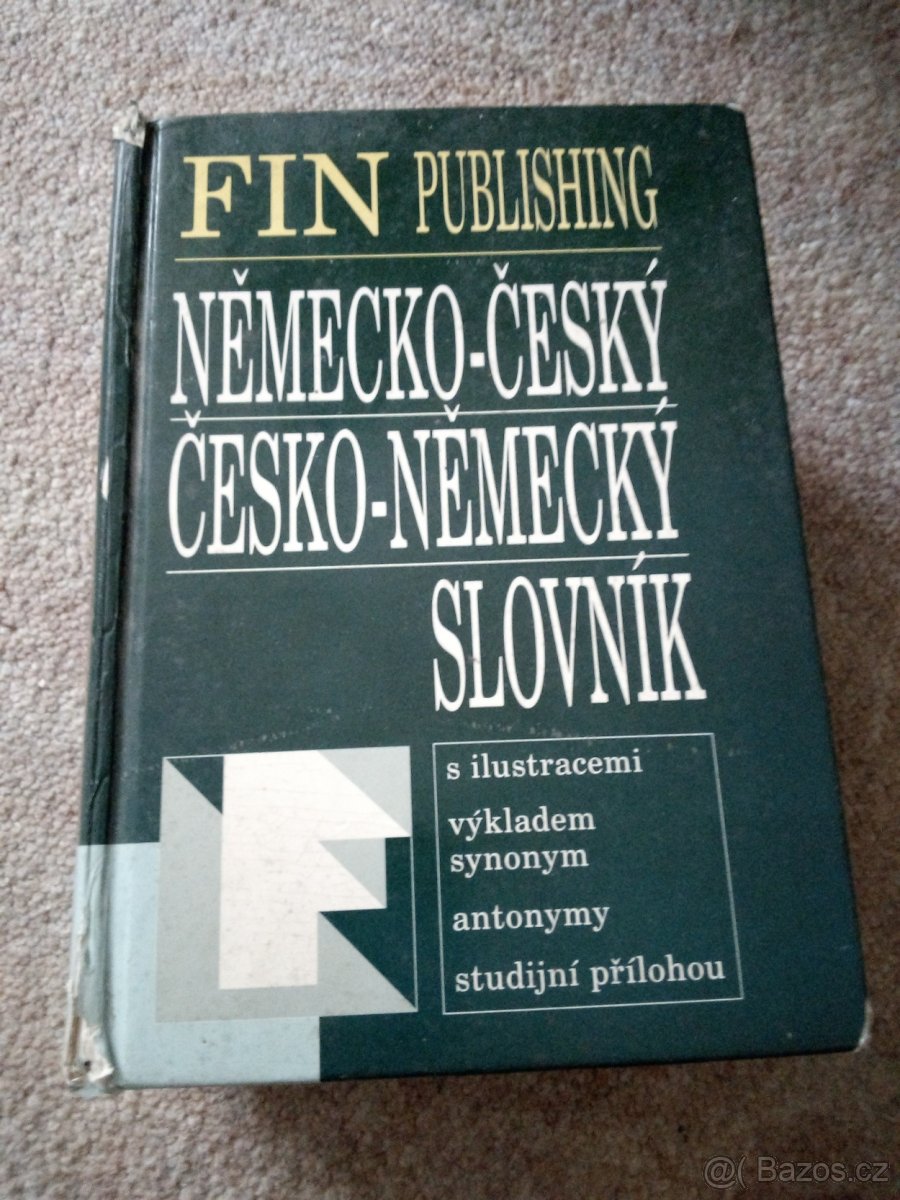 FIN PUBLISHING
NĚMECKO-ČESKÝ
ČESKO-NĚMECKÝ
SLOVNÍK
s ilustracemi
výkladem
synonym
antonymy
studijní přílohou
@( Bazos.cz